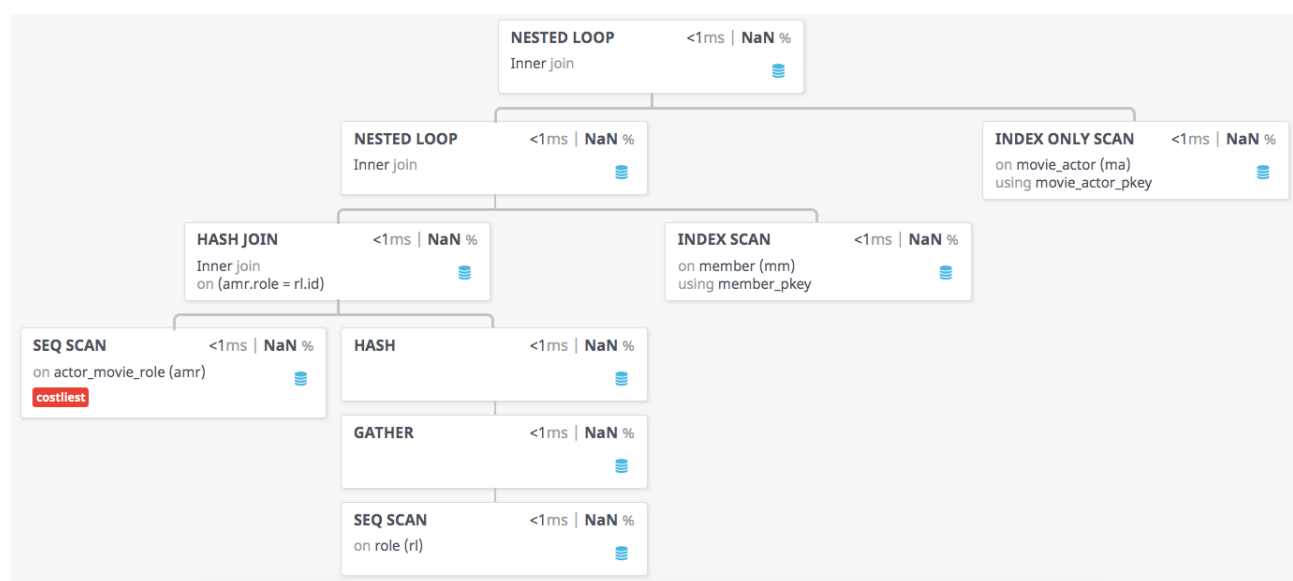 NESTED LOOP <1ms | NaN %
Inner join
NESTED LOOP <1ms | NaN %
Inner join
INDEX ONLY SCAN <1ms | NaN %
on movie_actor (ma)
using movie_actor_pkey
HASH JOIN <1ms | NaN %
Inner join
on (amr.role = rl.id)
INDEX SCAN <1ms | NaN %
on member (mm)
using member_pkey
SEQ SCAN <1ms | NaN %
on actor_movie_role (amr)
costliest
HASH <1ms | NaN %
GATHER <1ms | NaN %
SEQ SCAN <1ms | NaN %
on role (rl)